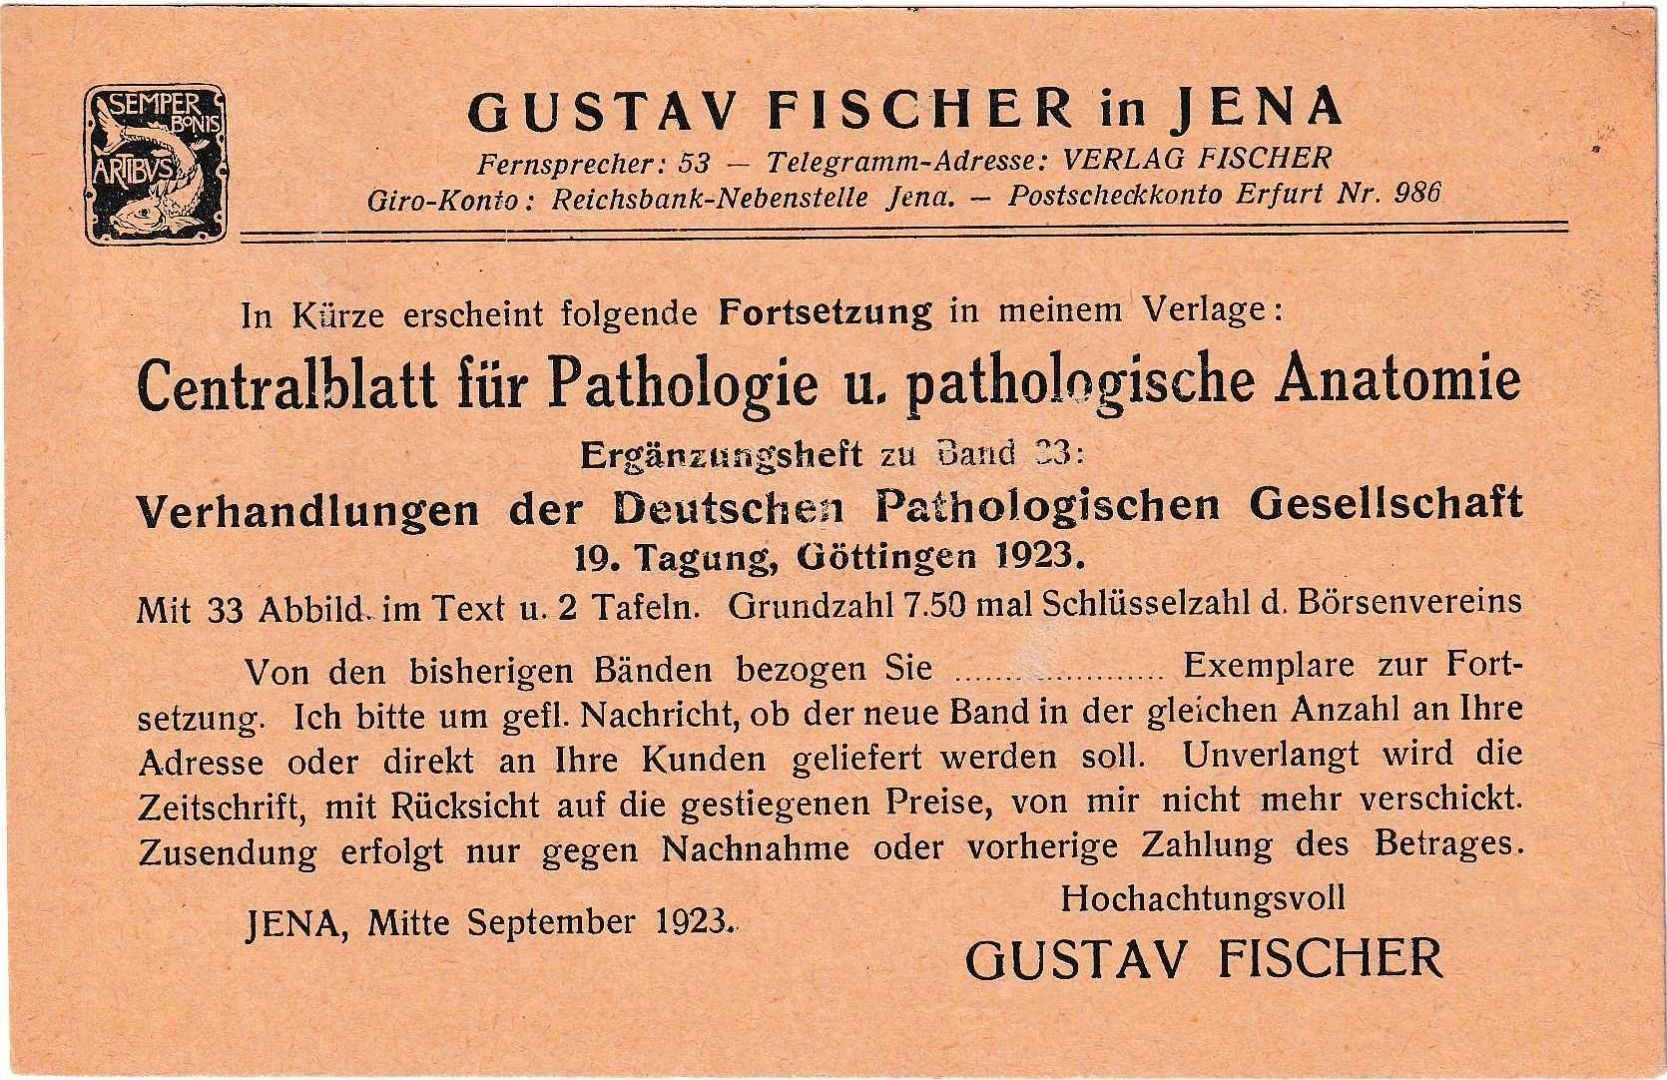 SEMPER
BONIS
ARTIBVS
GUSTAV FISCHER in JENA
Fernsprecher: 53 — Telegramm-Adresse: VERLAG FISCHER
Giro-Konto: Reichsbank-Nebenstelle Jena. — Postscheckkonto Erfurt Nr. 986
In Kürze erscheint folgende Fortsetzung in meinem Verlage:
Centralblatt für Pathologie u. pathologische Anatomie
Ergänzungsheft zu Band 33:
Verhandlungen der Deutschen Pathologischen Gesellschaft
19. Tagung, Göttingen 1923.
Mit 33 Abbild. im Text u. 2 Tafeln. Grundzahl 7.50 mal Schlüsselzahl d. Börsenvereins
Von den bisherigen Bänden bezogen Sie ..................... Exemplare zur Fort-
setzung. Ich bitte um gefl. Nachricht, ob der neue Band in der gleichen Anzahl an Ihre
Adresse oder direkt an Ihre Kunden geliefert werden soll. Unverlangt wird die
Zeitschrift, mit Rücksicht auf die gestiegenen Preise, von mir nicht mehr verschickt.
Zusendung erfolgt nur gegen Nachnahme oder vorherige Zahlung des Betrages.
Hochachtungsvoll
JENA, Mitte September 1923.
GUSTAV FISCHER